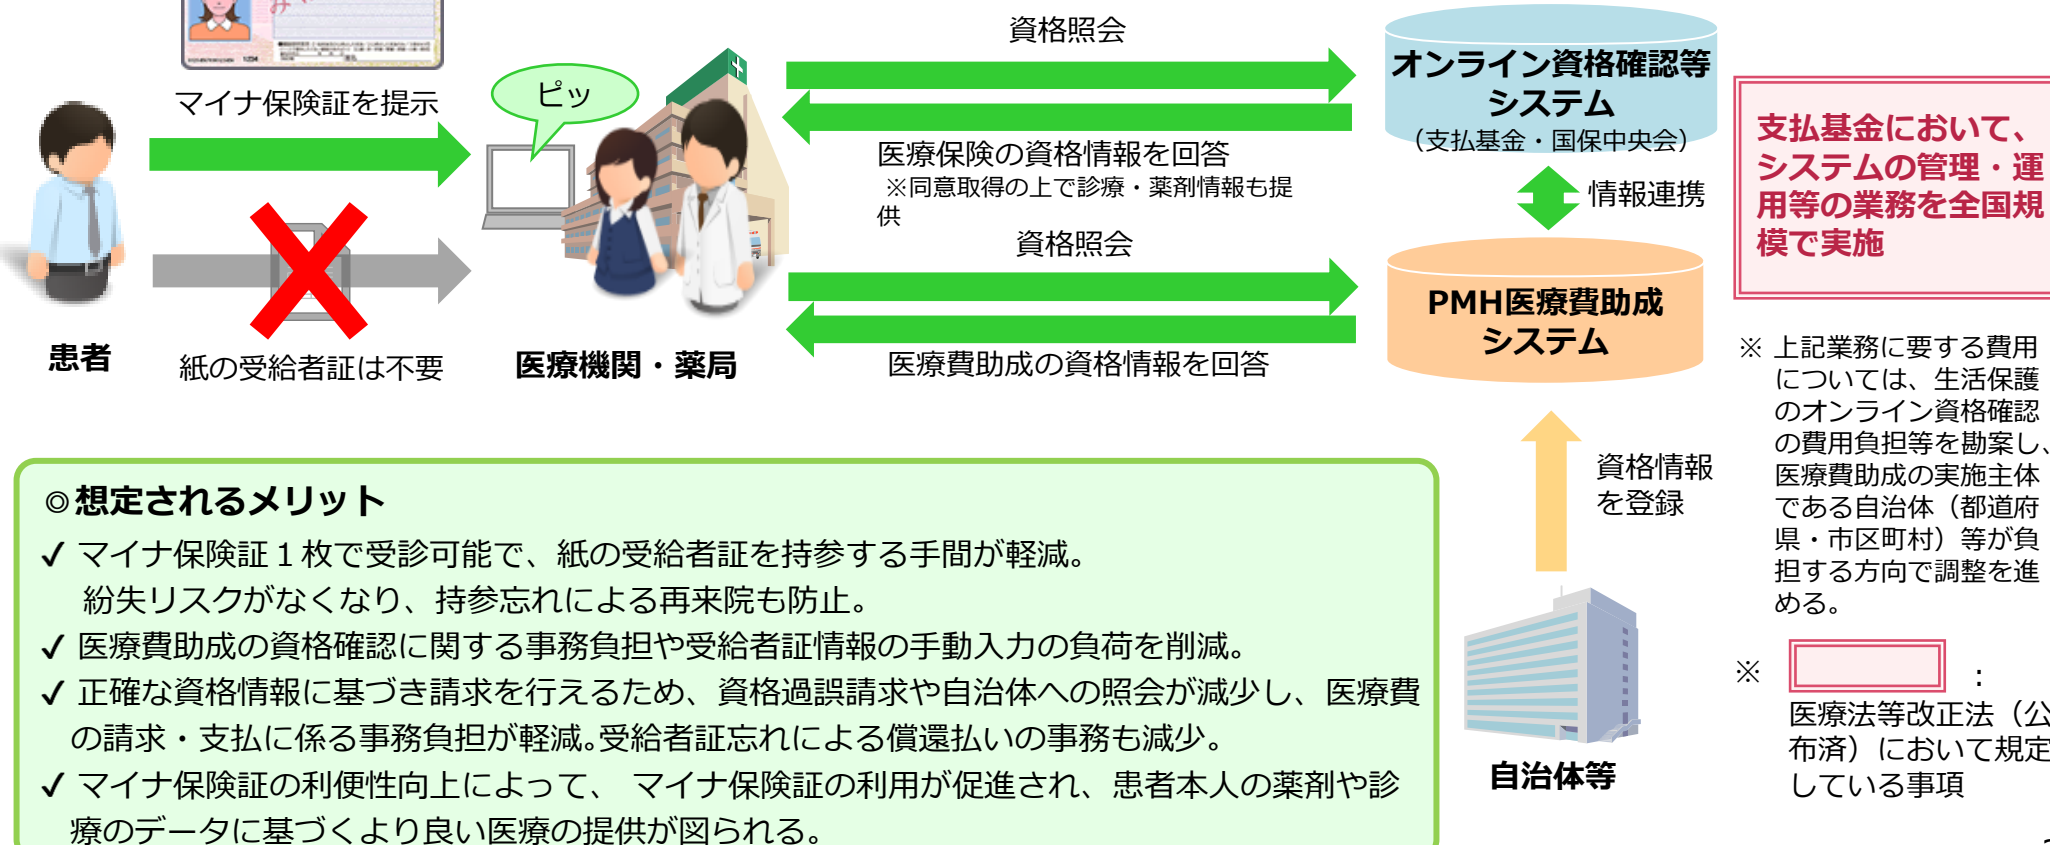 1234
マイナ保険証を提示
ピッ
紙の受給者証は不要
患者
医療機関・薬局
資格照会
医療保険の資格情報を回答
※同意取得の上で診療・薬剤情報も提
供
資格照会
医療費助成の資格情報を回答
オンライン資格確認等
システム
（支払基金・国保中央会）
情報連携
PMH医療費助成
システム
資格情報
を登録
自治体等
支払基金において、
システムの管理・運
用等の業務を全国規
模で実施
※ 上記業務に要する費用
については、生活保護
のオンライン資格確認
の費用負担等を勘案し、
医療費助成の実施主体
である自治体（都道府
県・市区町村）等が負
担する方向で調整を進
める。
※ ：
医療法等改正法（公
布済）において規定
している事項
◎想定されるメリット
✓ マイナ保険証１枚で受診可能で、紙の受給者証を持参する手間が軽減。
紛失リスクがなくなり、持参忘れによる再来院も防止。
✓ 医療費助成の資格確認に関する事務負担や受給者証情報の手動入力の負荷を削減。
✓ 正確な資格情報に基づき請求を行えるため、資格過誤請求や自治体への照会が減少し、医療費
の請求・支払に係る事務負担が軽減。受給者証忘れによる償還払いの事務も減少。
✓ マイナ保険証の利便性向上によって、 マイナ保険証の利用が促進され、患者本人の薬剤や診
療のデータに基づくより良い医療の提供が図られる。